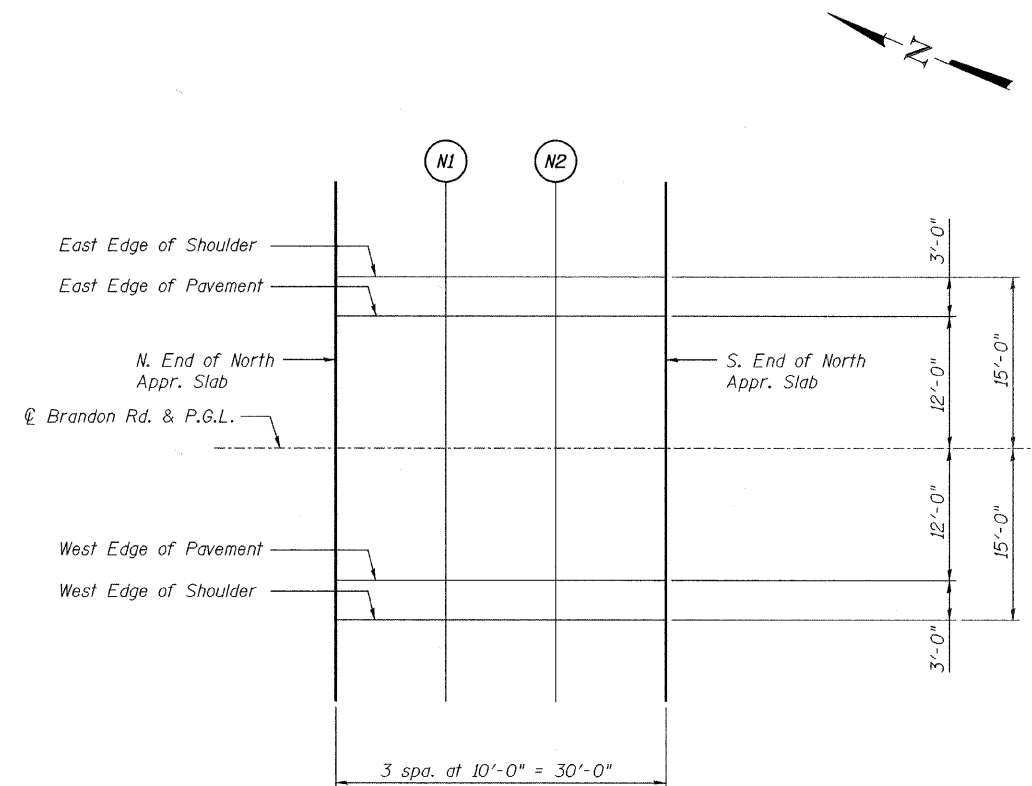 N
N1
N2
East Edge of Shoulder
East Edge of Pavement
N. End of North
Appr. Slab
S. End of North
Appr. Slab
℄ Brandon Rd. & P.G.L.
West Edge of Pavement
West Edge of Shoulder
3'-0"
12'-0"
15'-0"
12'-0"
15'-0"
3'-0"
3 spa. at 10'-0" = 30'-0"